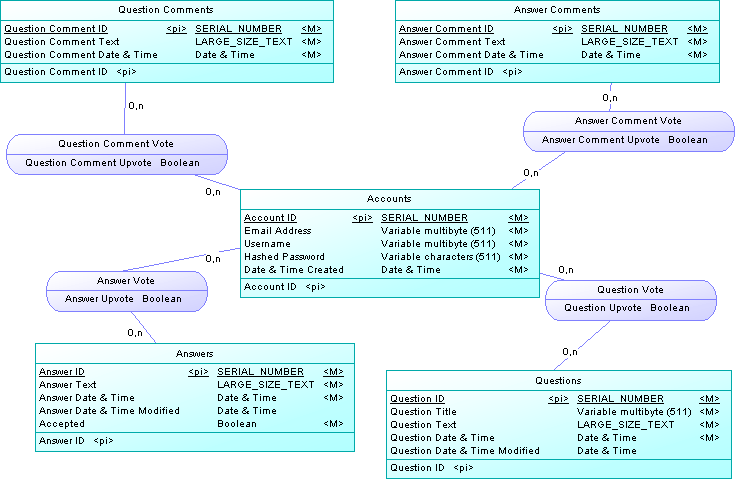 Question Comments
Question Comment ID <pi> SERIAL_NUMBER <M>
Question Comment Text LARGE_SIZE_TEXT <M>
Question Comment Date & Time Date & Time <M>
Question Comment ID <pi>
Answer Comments
Answer Comment ID <pi> SERIAL_NUMBER <M>
Answer Comment Text LARGE_SIZE_TEXT <M>
Answer Comment Date & Time Date & Time <M>
Answer Comment ID <pi>
0,n
0,n
Question Comment Vote
Question Comment Upvote Boolean
Answer Comment Vote
Answer Comment Upvote Boolean
0,n
0,n
Accounts
Account ID <pi> SERIAL_NUMBER <M>
Email Address Variable multibyte (511) <M>
Username Variable multibyte (511) <M>
Hashed Password Variable characters (511) <M>
Date & Time Created Date & Time <M>
Account ID <pi>
0,n
0,n
Answer Vote
Answer Upvote Boolean
Question Vote
Question Upvote Boolean
0,n
0,n
Answers
Answer ID <pi> SERIAL_NUMBER <M>
Answer Text LARGE_SIZE_TEXT <M>
Answer Date & Time Date & Time <M>
Answer Date & Time Modified Date & Time
Accepted Boolean <M>
Answer ID <pi>
Questions
Question ID <pi> SERIAL_NUMBER <M>
Question Title Variable multibyte (511) <M>
Question Text LARGE_SIZE_TEXT <M>
Question Date & Time Date & Time <M>
Question Date & Time Modified Date & Time
Question ID <pi>